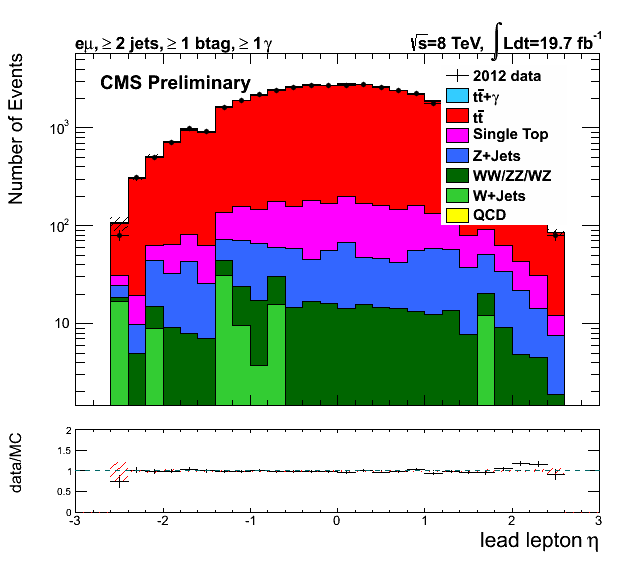 eμ, ≥ 2 jets, ≥ 1 btag, ≥ 1 γ
√s=8 TeV, ∫Ldt=19.7 fb⁻¹
CMS Preliminary
2012 data
tt̄+γ
tt̄
Single Top
Z+Jets
WW/ZZ/WZ
W+Jets
QCD
Number of Events
10³
10²
10
data/MC
2
1.5
1
0.5
0
-3 -2 -1 0 1 2 3
lead lepton η